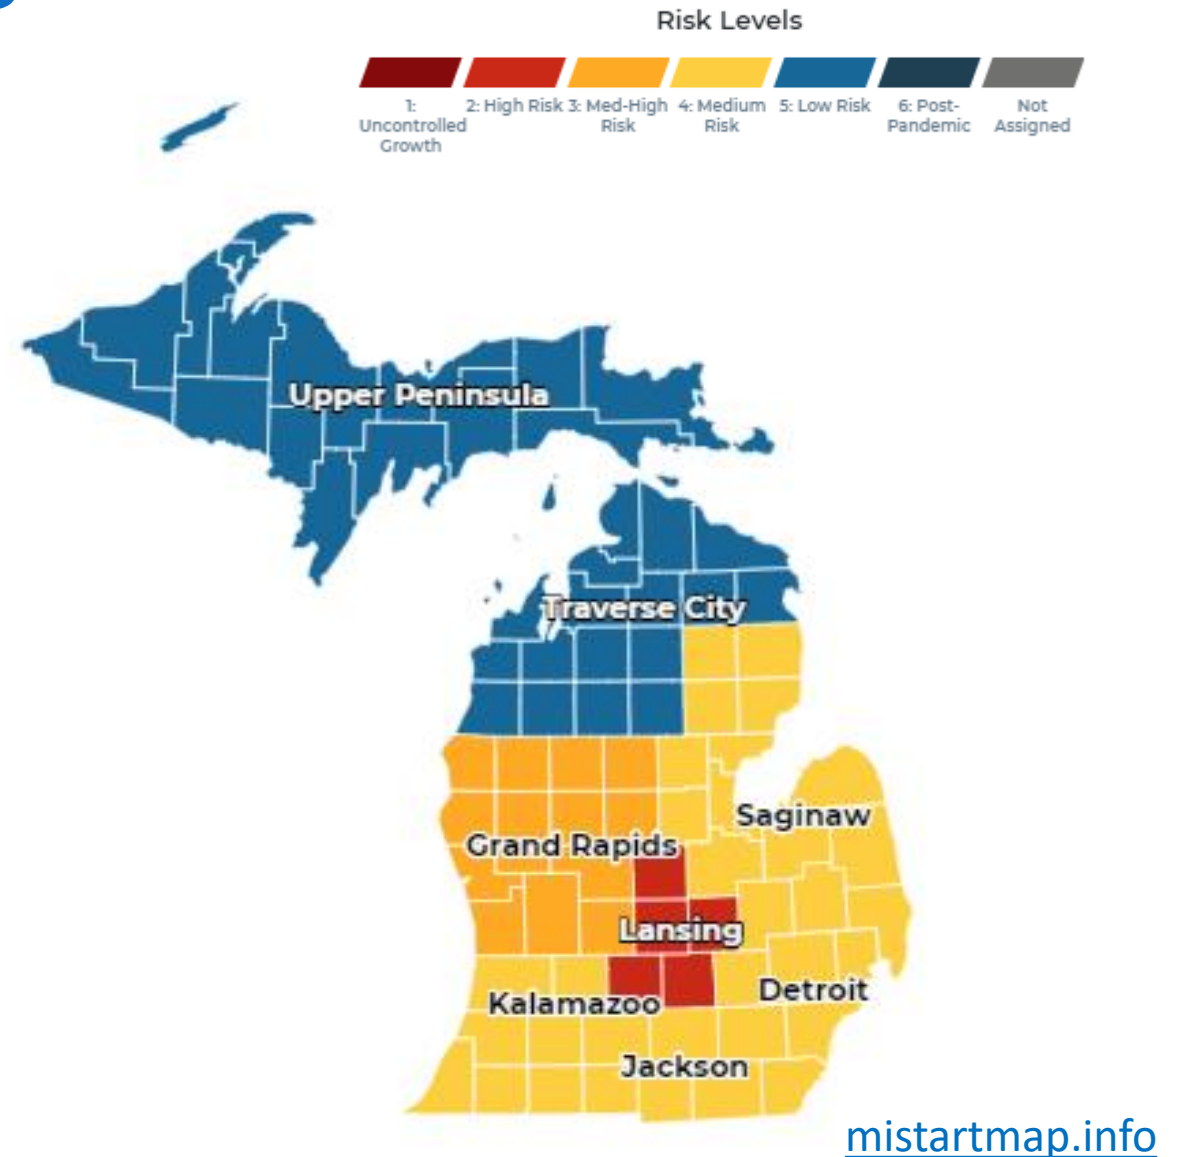 Risk Levels
1: Uncontrolled Growth
2: High Risk
3: Med-High Risk
4: Medium Risk
5: Low Risk
6: Post-Pandemic
Not Assigned
Upper Peninsula
Traverse City
Saginaw
Grand Rapids
Lansing
Detroit
Kalamazoo
Jackson
mistartmap.info